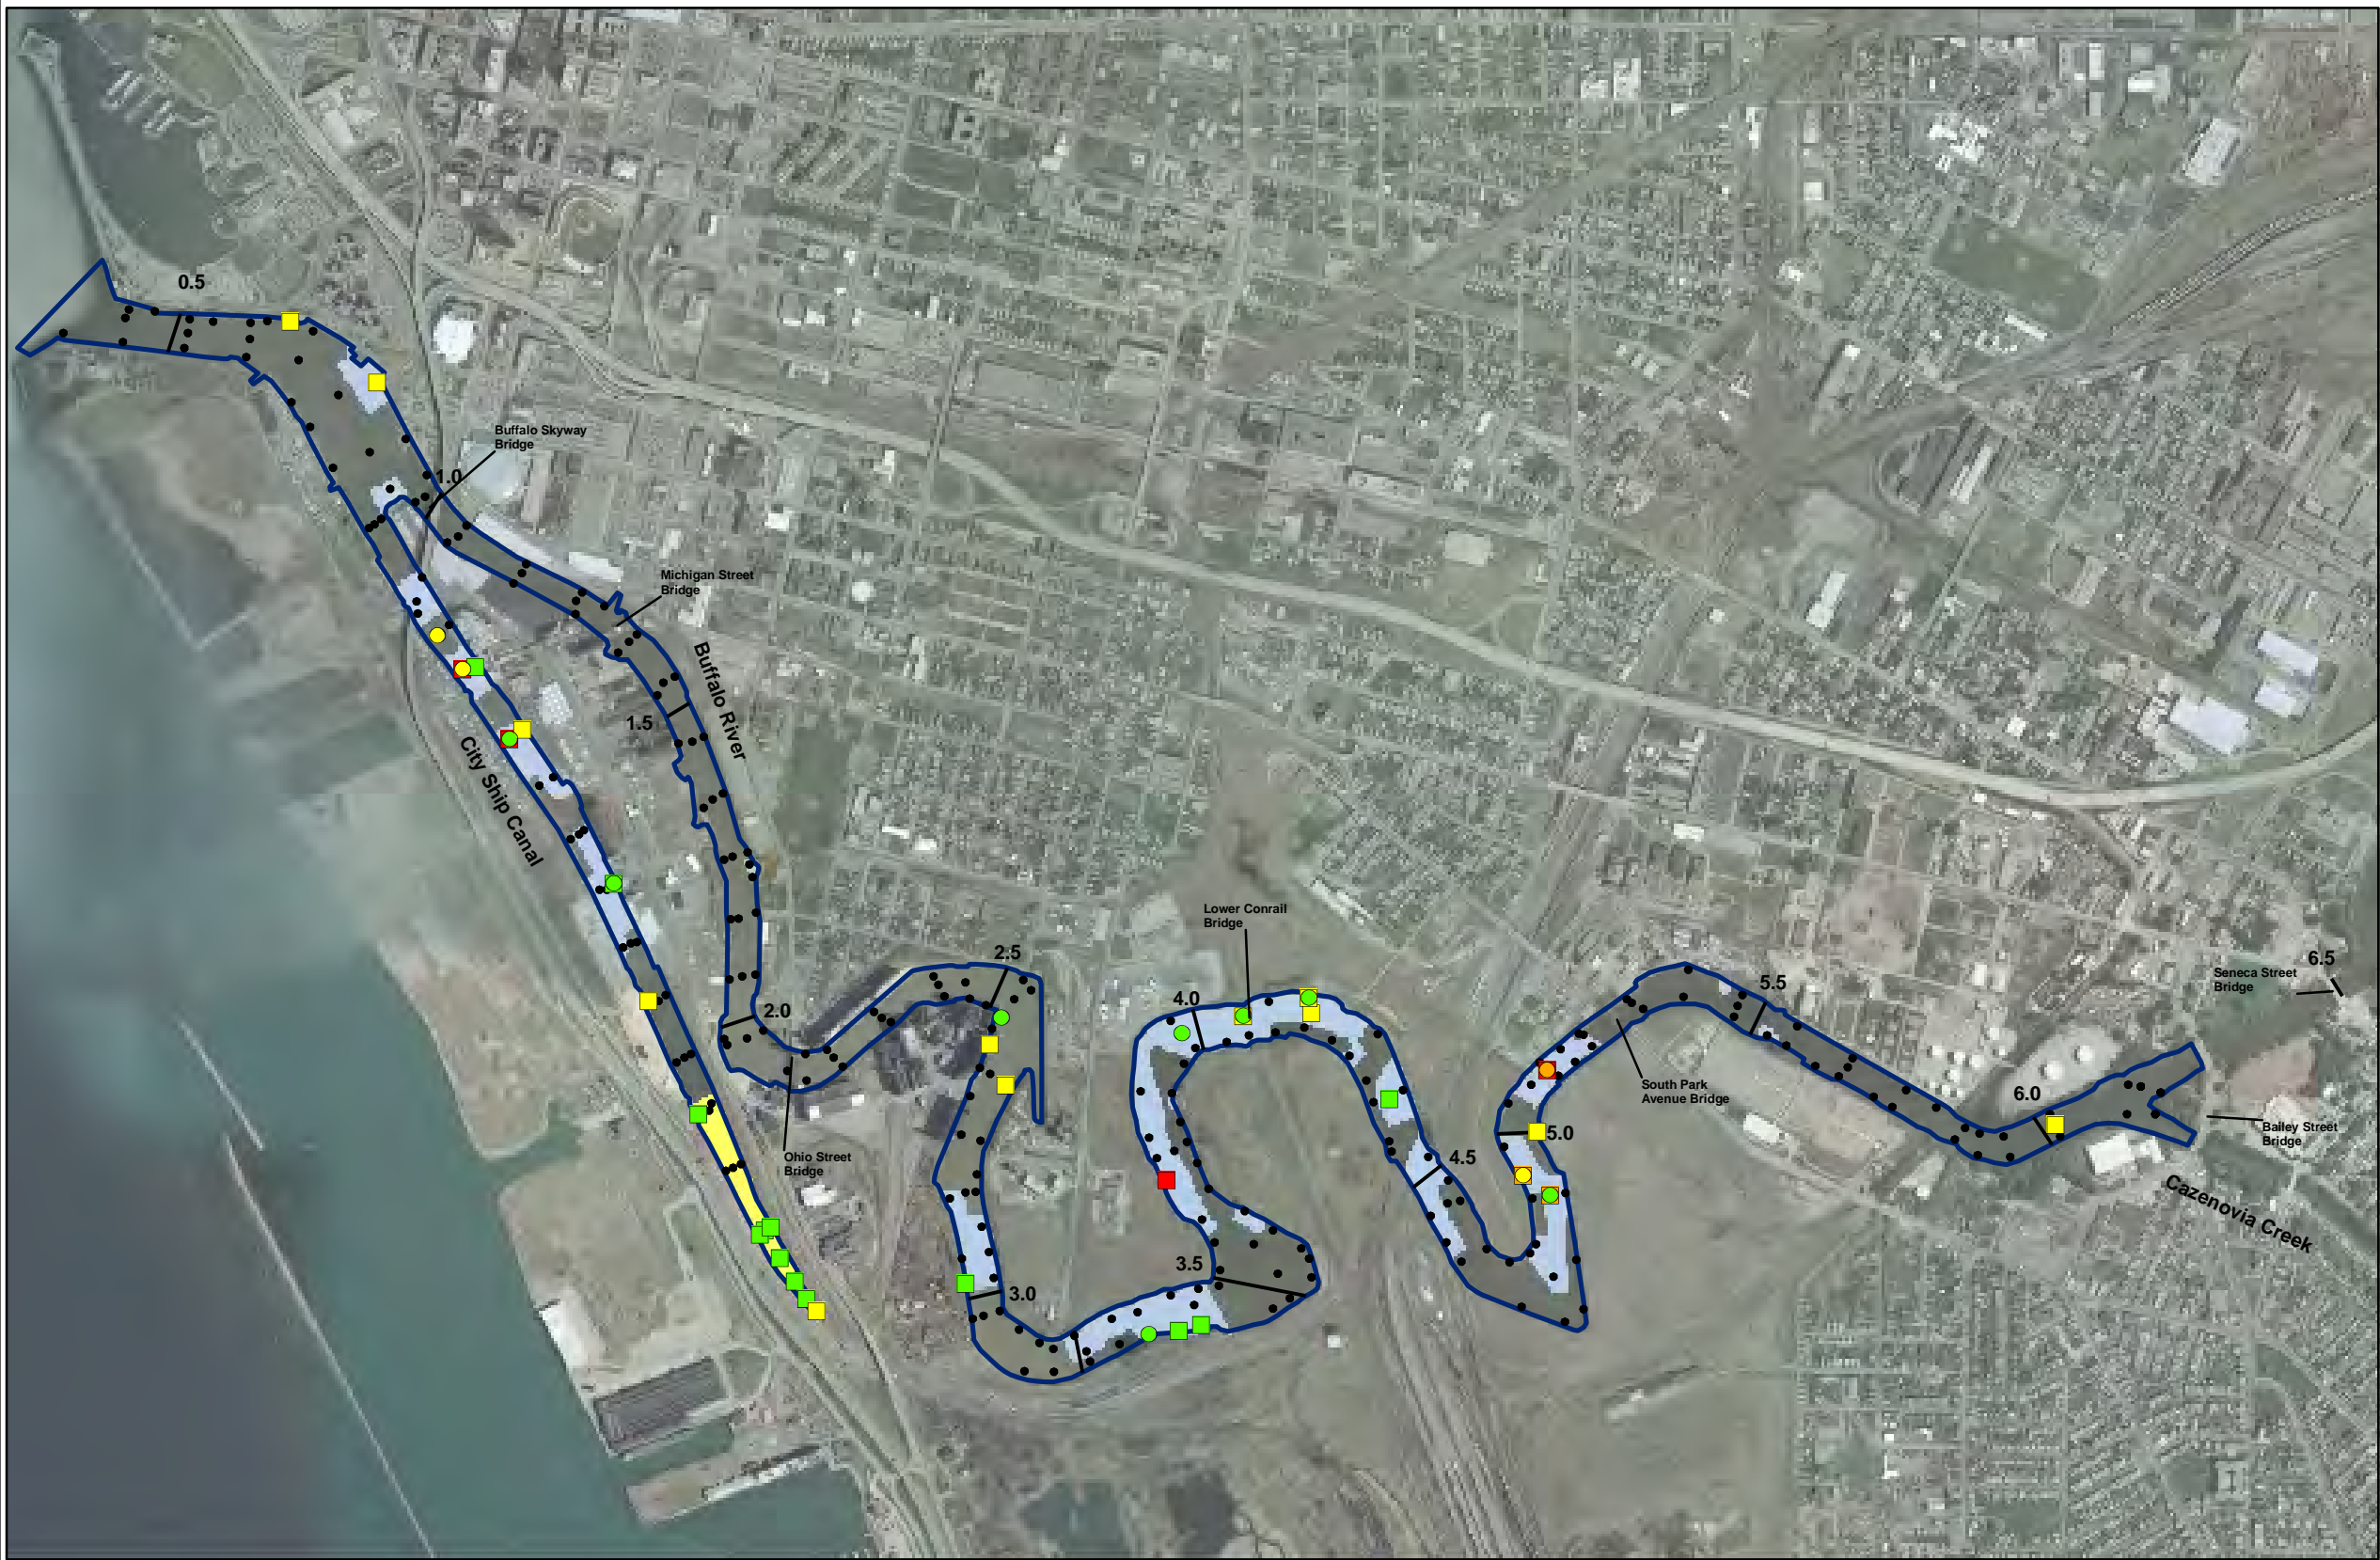 0.5
Buffalo Skyway
Bridge
1.0
Michigan Street
Bridge
Buffalo River
1.5
City Ship Canal
Lower Conrail
Bridge
2.5
5.5
6.5
Seneca Street
Bridge
4.0
2.0
South Park
Avenue Bridge
6.0
Bailey Street
Bridge
5.0
Ohio Street
Bridge
4.5
Cazenovia Creek
3.5
3.0